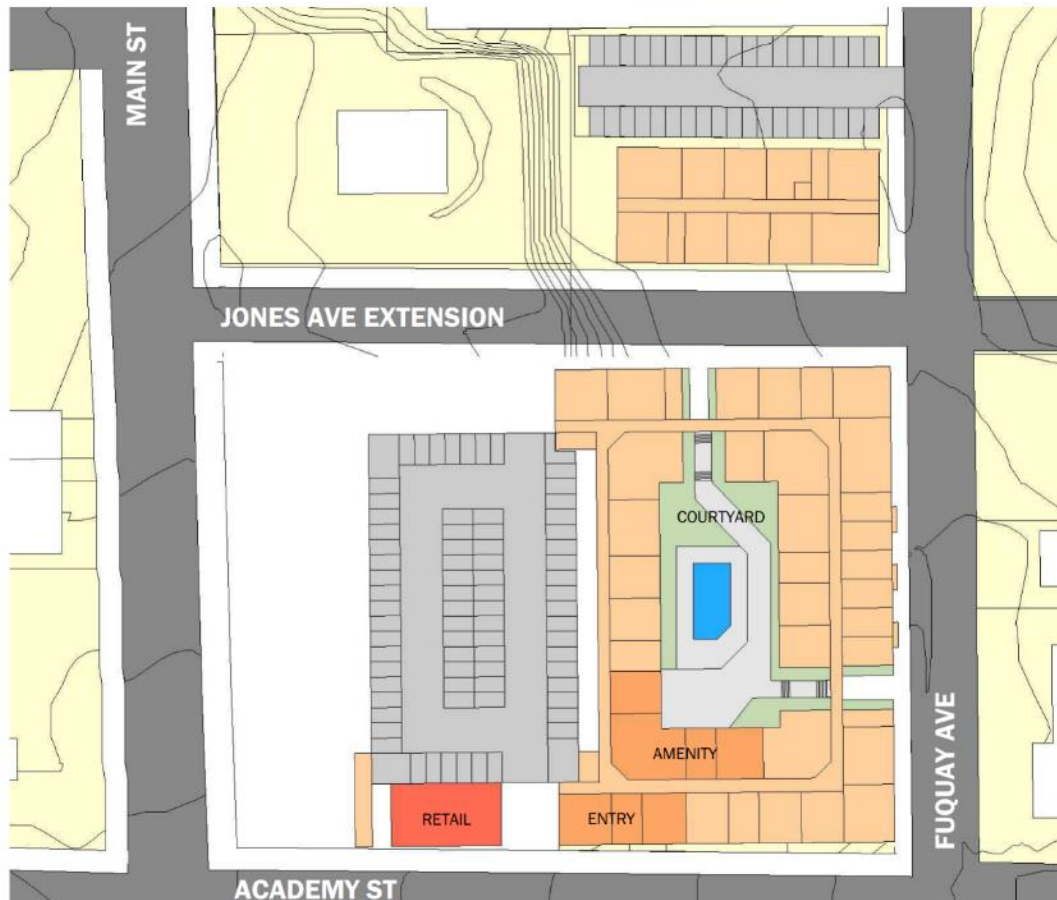 MAIN ST
JONES AVE EXTENSION
COURTYARD
AMENITY
RETAIL
ENTRY
FUQUAY AVE
ACADEMY ST